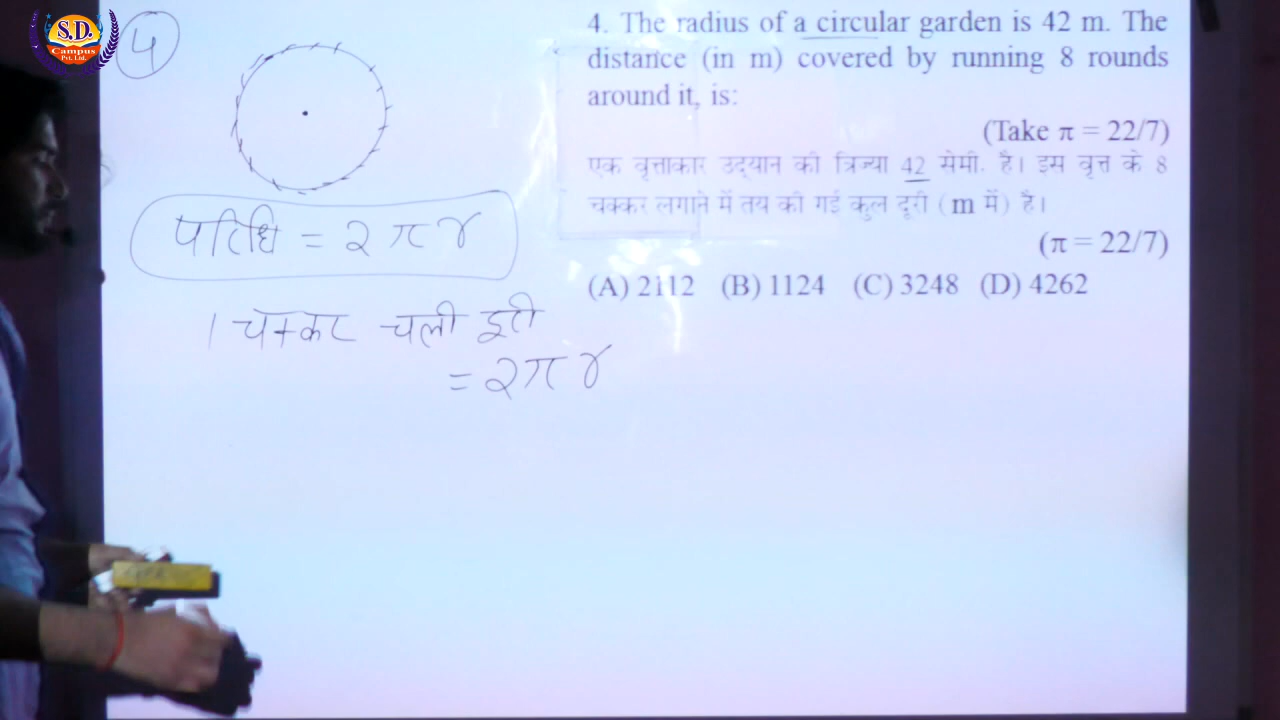 S.D.
Campus
Pvt. Ltd.
4
परिधि = 2πr
1 चक्कर चली दूरी
= 2πr
4. The radius of a circular garden is 42 m. The
distance (in m) covered by running 8 rounds
around it, is:
(Take π = 22/7)
एक वृत्ताकार उद्यान की त्रिज्या 42 सेमी. है। इस वृत्त के 8
चक्कर लगाने में तय की गई कुल दूरी (m में) है।
(π = 22/7)
(A) 2112 (B) 1124 (C) 3248 (D) 4262